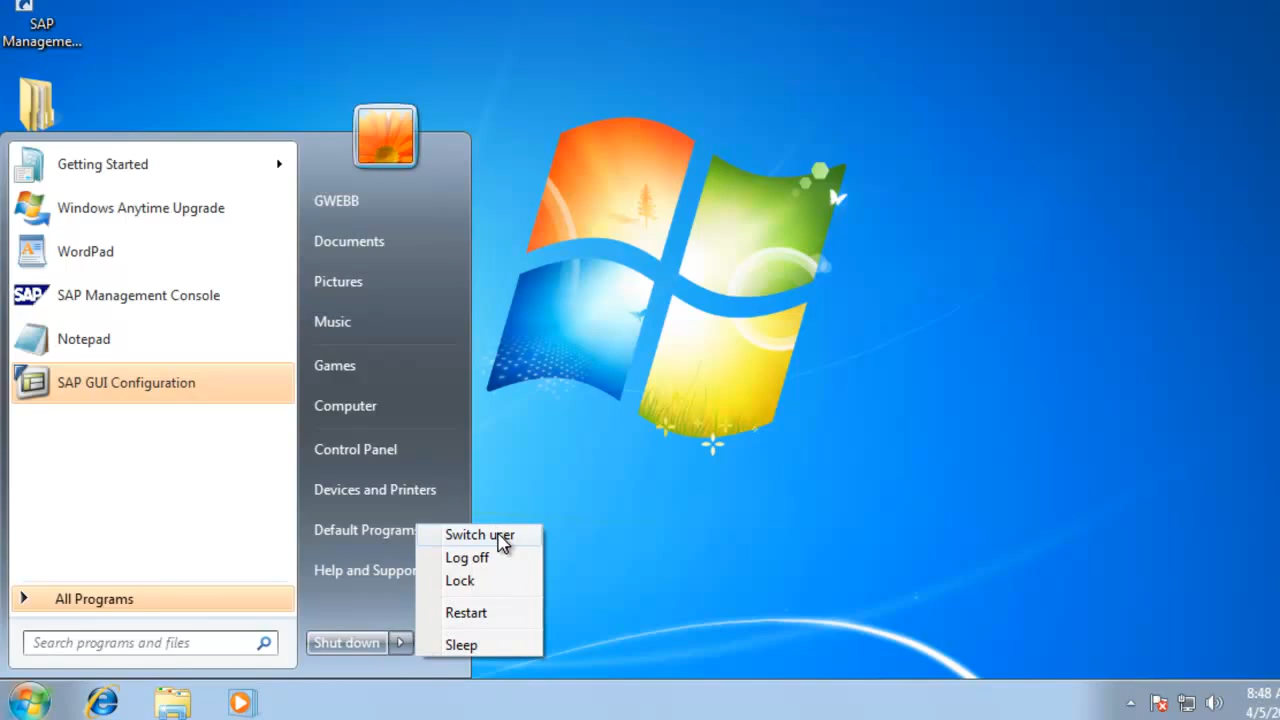 SAP
Manageme...
Getting Started
Windows Anytime Upgrade
WordPad
SAP Management Console
Notepad
SAP GUI Configuration
All Programs
Search programs and files
GWEBB
Documents
Pictures
Music
Games
Computer
Control Panel
Devices and Printers
Default Programs
Help and Suppor
Shut down
Switch user
Log off
Lock
Restart
Sleep
SAP
8:48 A
4/5/2